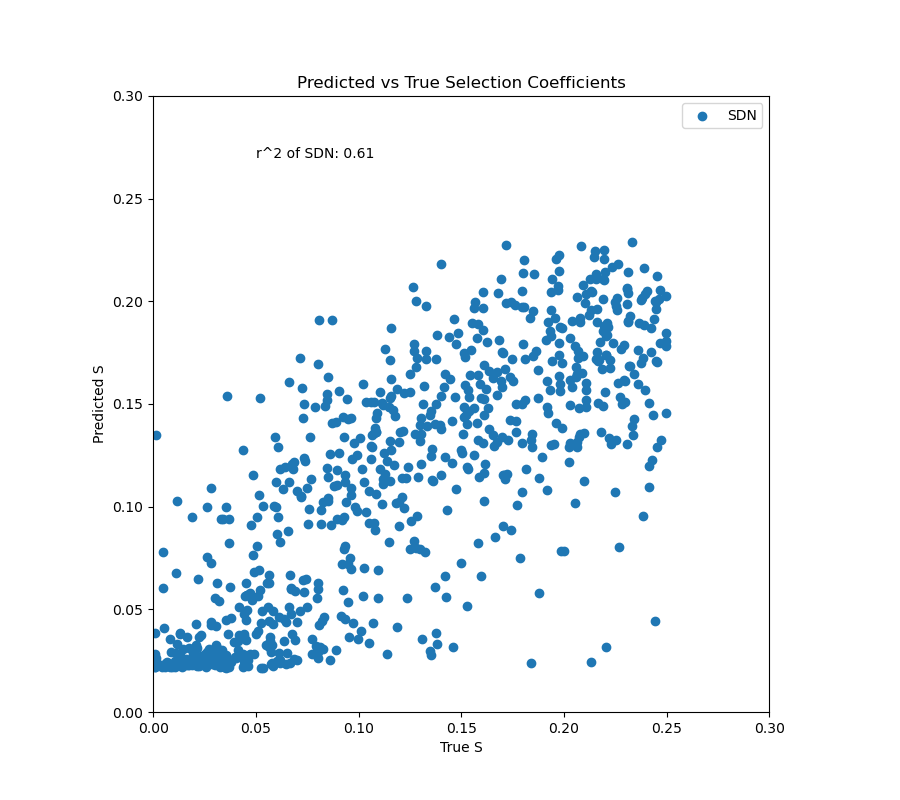 Predicted vs True Selection Coefficients
0.30
SDN
r^2 of SDN: 0.61
0.25
0.20
0.15
Predicted S
0.10
0.05
0.00
0.00 0.05 0.10 0.15 0.20 0.25 0.30
True S